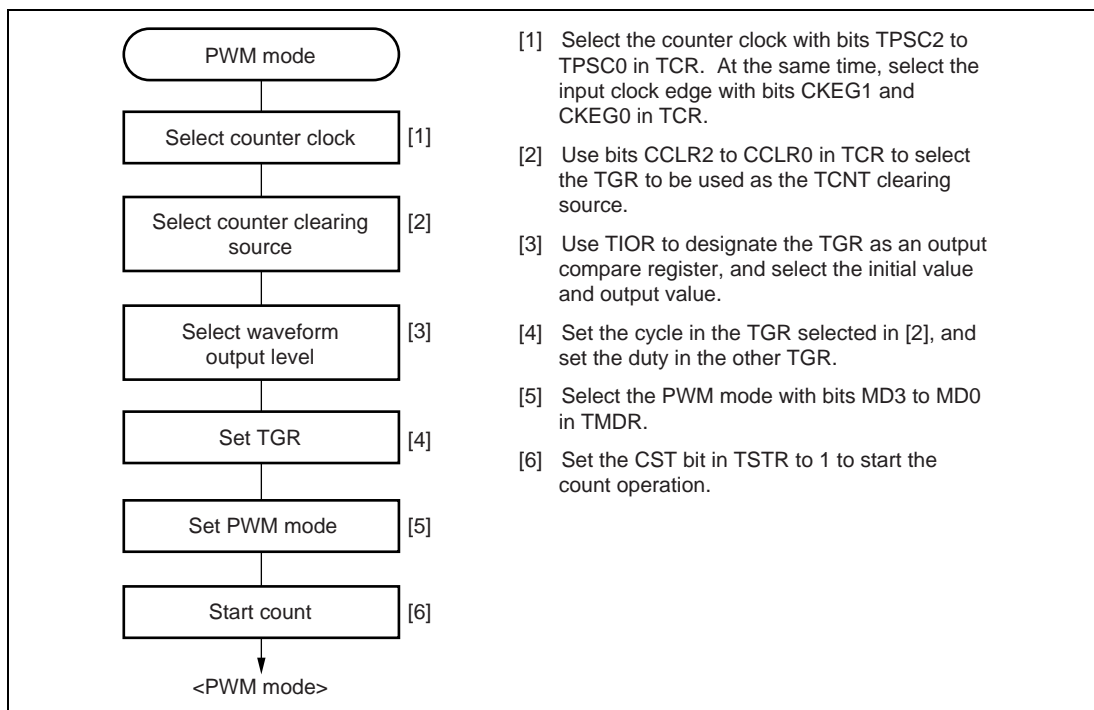 PWM mode
Select counter clock
[1]
Select counter clearing
source
[2]
Select waveform
output level
[3]
Set TGR
[4]
Set PWM mode
[5]
Start count
[6]
<PWM mode>
[1] Select the counter clock with bits TPSC2 to
TPSC0 in TCR. At the same time, select the
input clock edge with bits CKEG1 and
CKEG0 in TCR.
[2] Use bits CCLR2 to CCLR0 in TCR to select
the TGR to be used as the TCNT clearing
source.
[3] Use TIOR to designate the TGR as an output
compare register, and select the initial value
and output value.
[4] Set the cycle in the TGR selected in [2], and
set the duty in the other TGR.
[5] Select the PWM mode with bits MD3 to MD0
in TMDR.
[6] Set the CST bit in TSTR to 1 to start the
count operation.